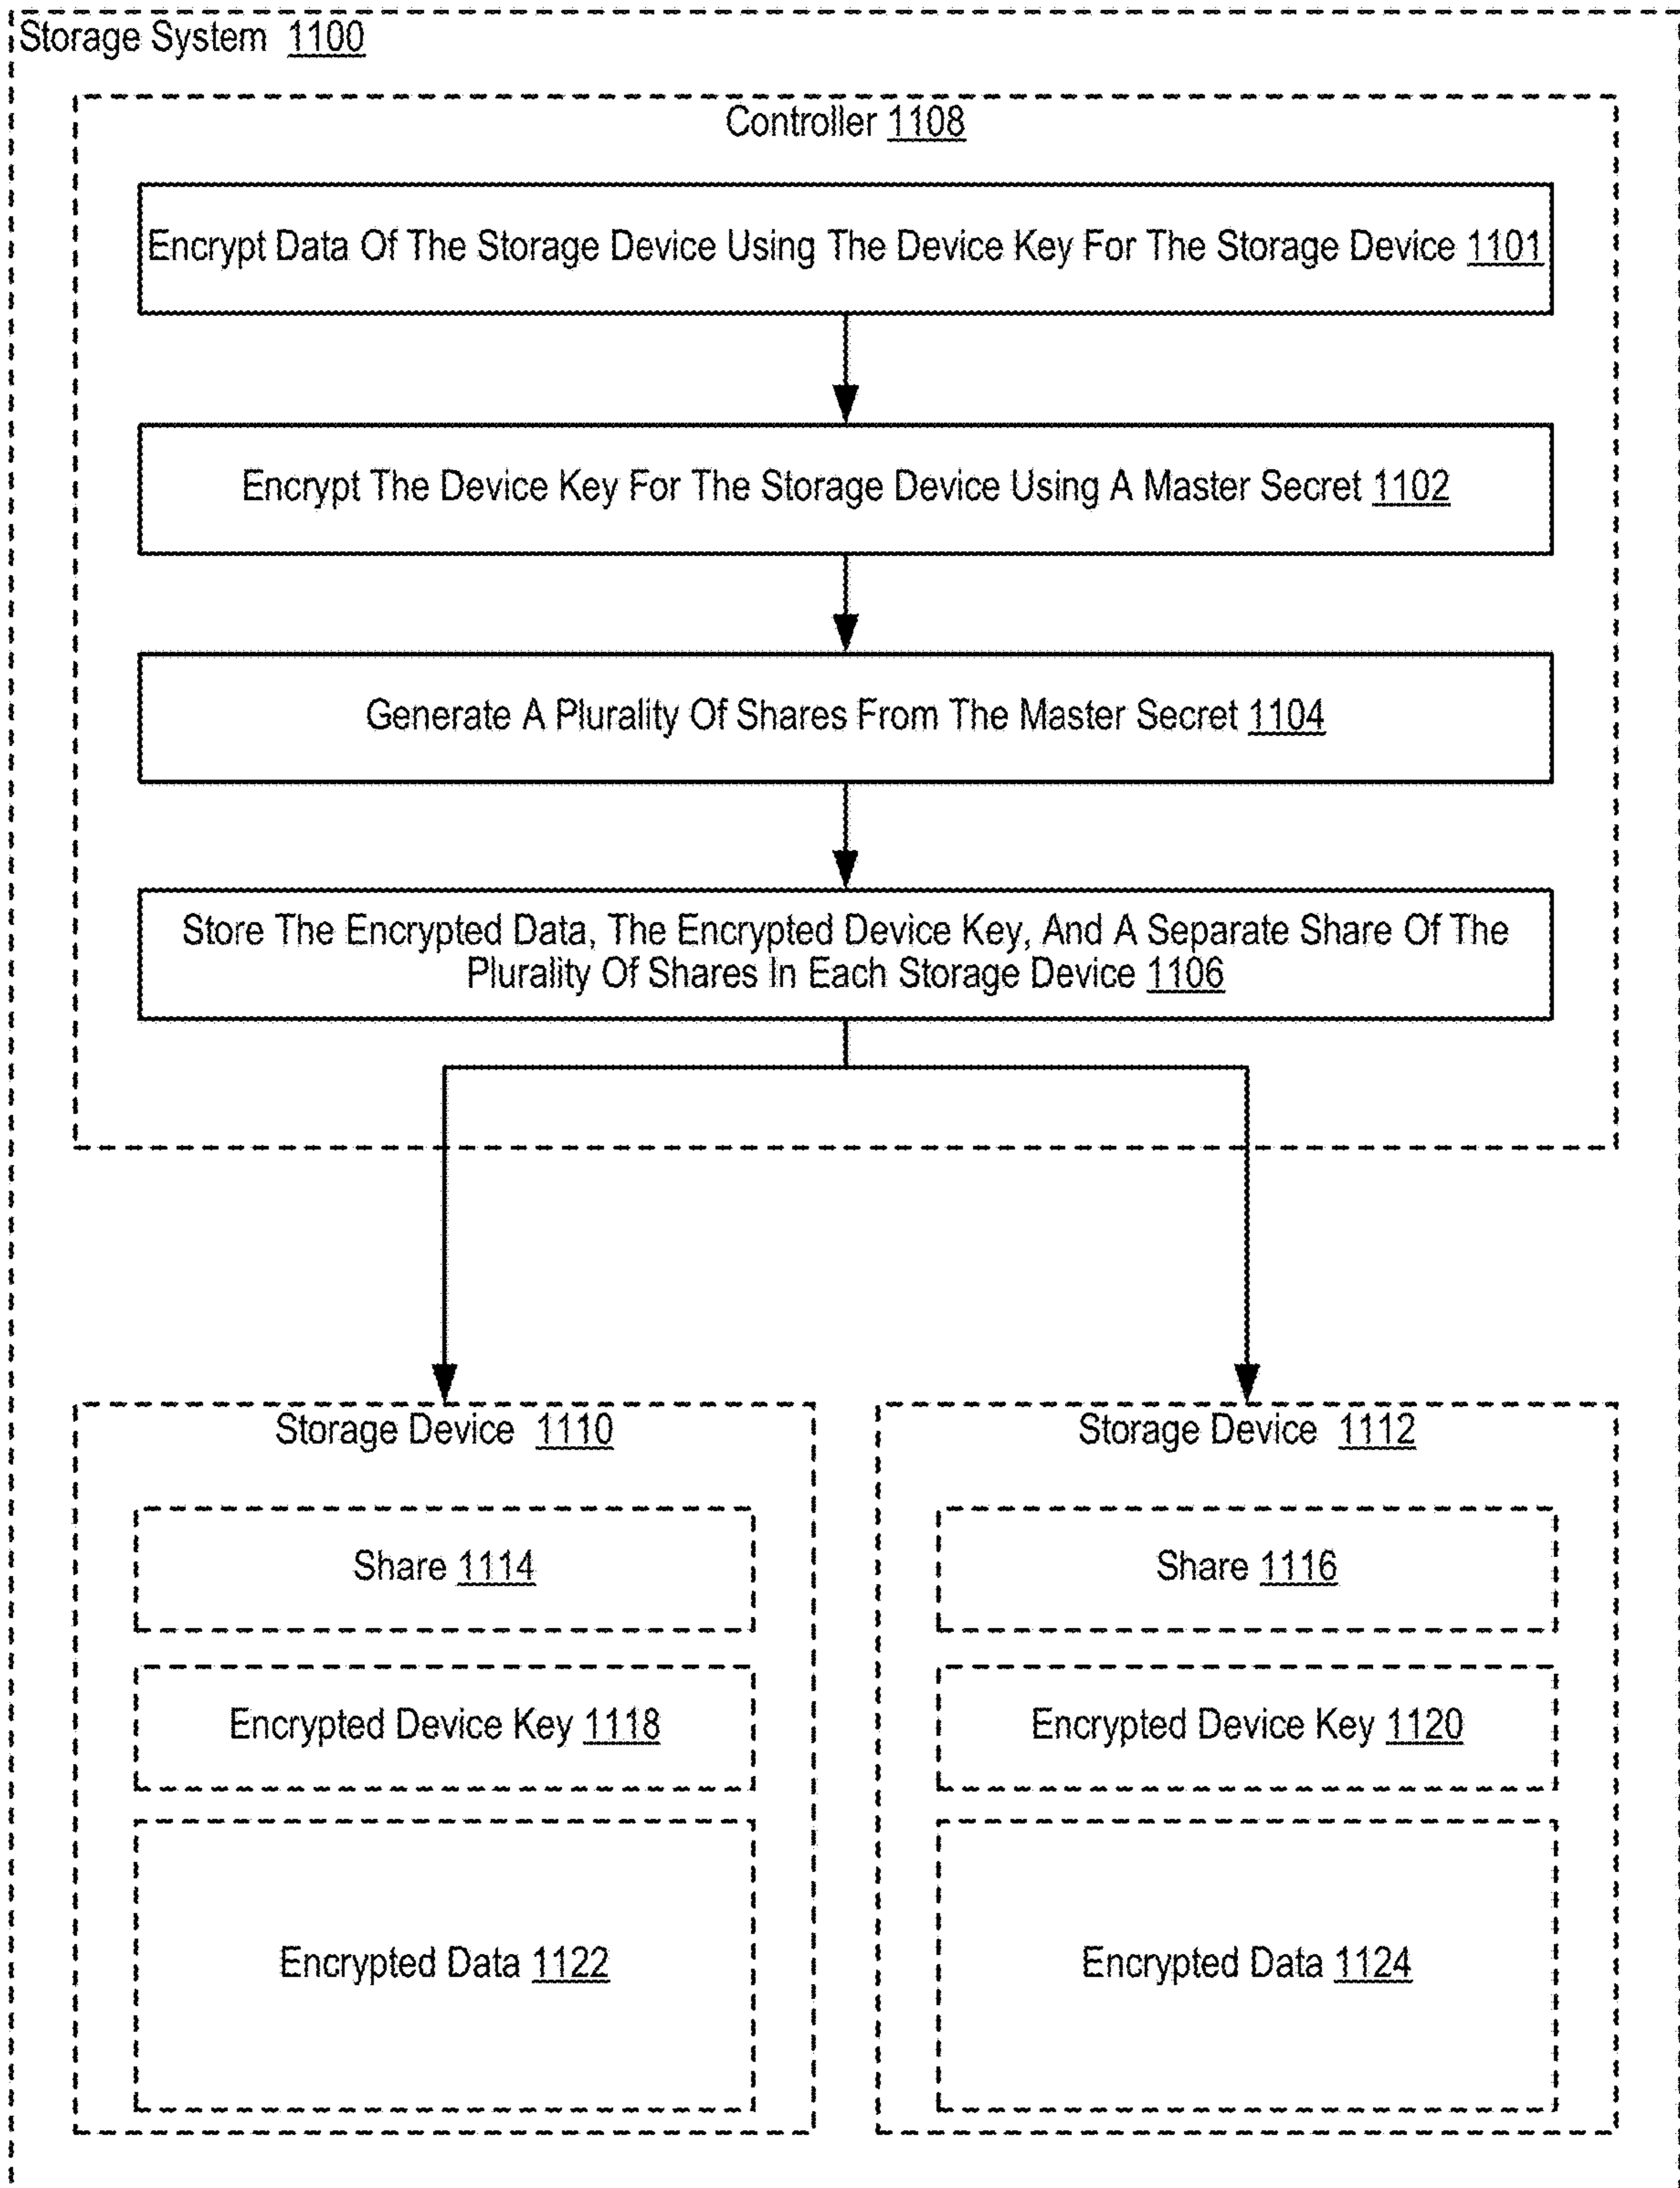 Storage System 1100
Controller 1108
Encrypt Data Of The Storage Device Using The Device Key For The Storage Device 1101
Encrypt The Device Key For The Storage Device Using A Master Secret 1102
Generate A Plurality Of Shares From The Master Secret 1104
Store The Encrypted Data, The Encrypted Device Key, And A Separate Share Of The
Plurality Of Shares In Each Storage Device 1106
Storage Device 1110
Share 1114
Encrypted Device Key 1118
Encrypted Data 1122
Storage Device 1112
Share 1116
Encrypted Device Key 1120
Encrypted Data 1124